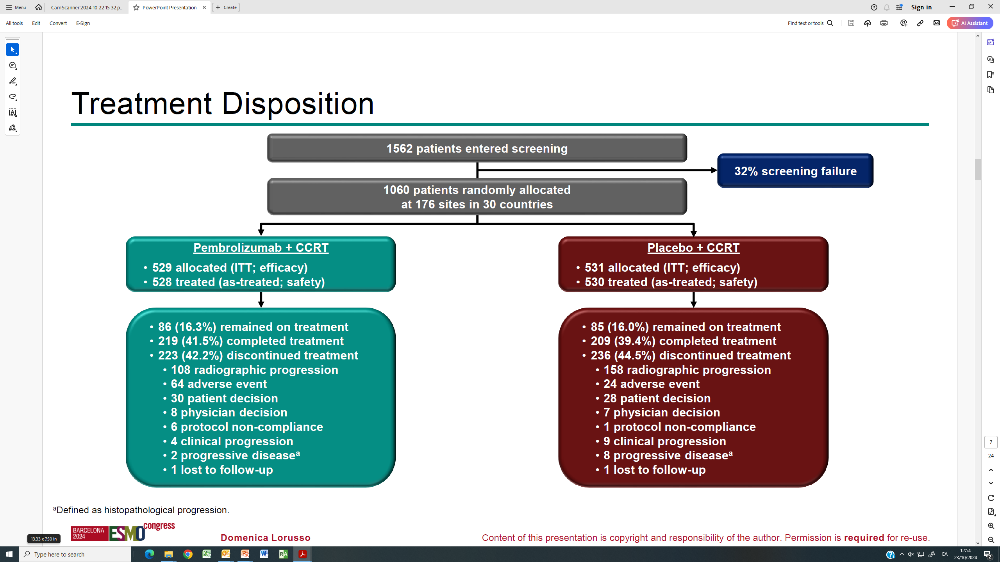 Menu
CamScanner 2024-10-22 15 32.p...
PowerPoint Presentation
Create
Sign in
All tools
Edit
Convert
E-Sign
Find text or tools
AI Assistant
Treatment Disposition
1562 patients entered screening
32% screening failure
1060 patients randomly allocated
at 176 sites in 30 countries
Pembrolizumab + CCRT
• 529 allocated (ITT; efficacy)
• 528 treated (as-treated; safety)
Placebo + CCRT
• 531 allocated (ITT; efficacy)
• 530 treated (as-treated; safety)
• 86 (16.3%) remained on treatment
• 219 (41.5%) completed treatment
• 223 (42.2%) discontinued treatment
• 108 radiographic progression
• 64 adverse event
• 30 patient decision
• 8 physician decision
• 6 protocol non-compliance
• 4 clinical progression
• 2 progressive diseaseᵃ
• 1 lost to follow-up
• 85 (16.0%) remained on treatment
• 209 (39.4%) completed treatment
• 236 (44.5%) discontinued treatment
• 158 radiographic progression
• 24 adverse event
• 28 patient decision
• 7 physician decision
• 1 protocol non-compliance
• 9 clinical progression
• 8 progressive diseaseᵃ
• 1 lost to follow-up
ᵃDefined as histopathological progression.
BARCELONA
2024
ESMO
congress
Domenica Lorusso
Content of this presentation is copyright and responsibility of the author. Permission is required for re-use.
13.33 x 7.50 in
7
24
Type here to search
ΕΛ
12:54
23/10/2024
2